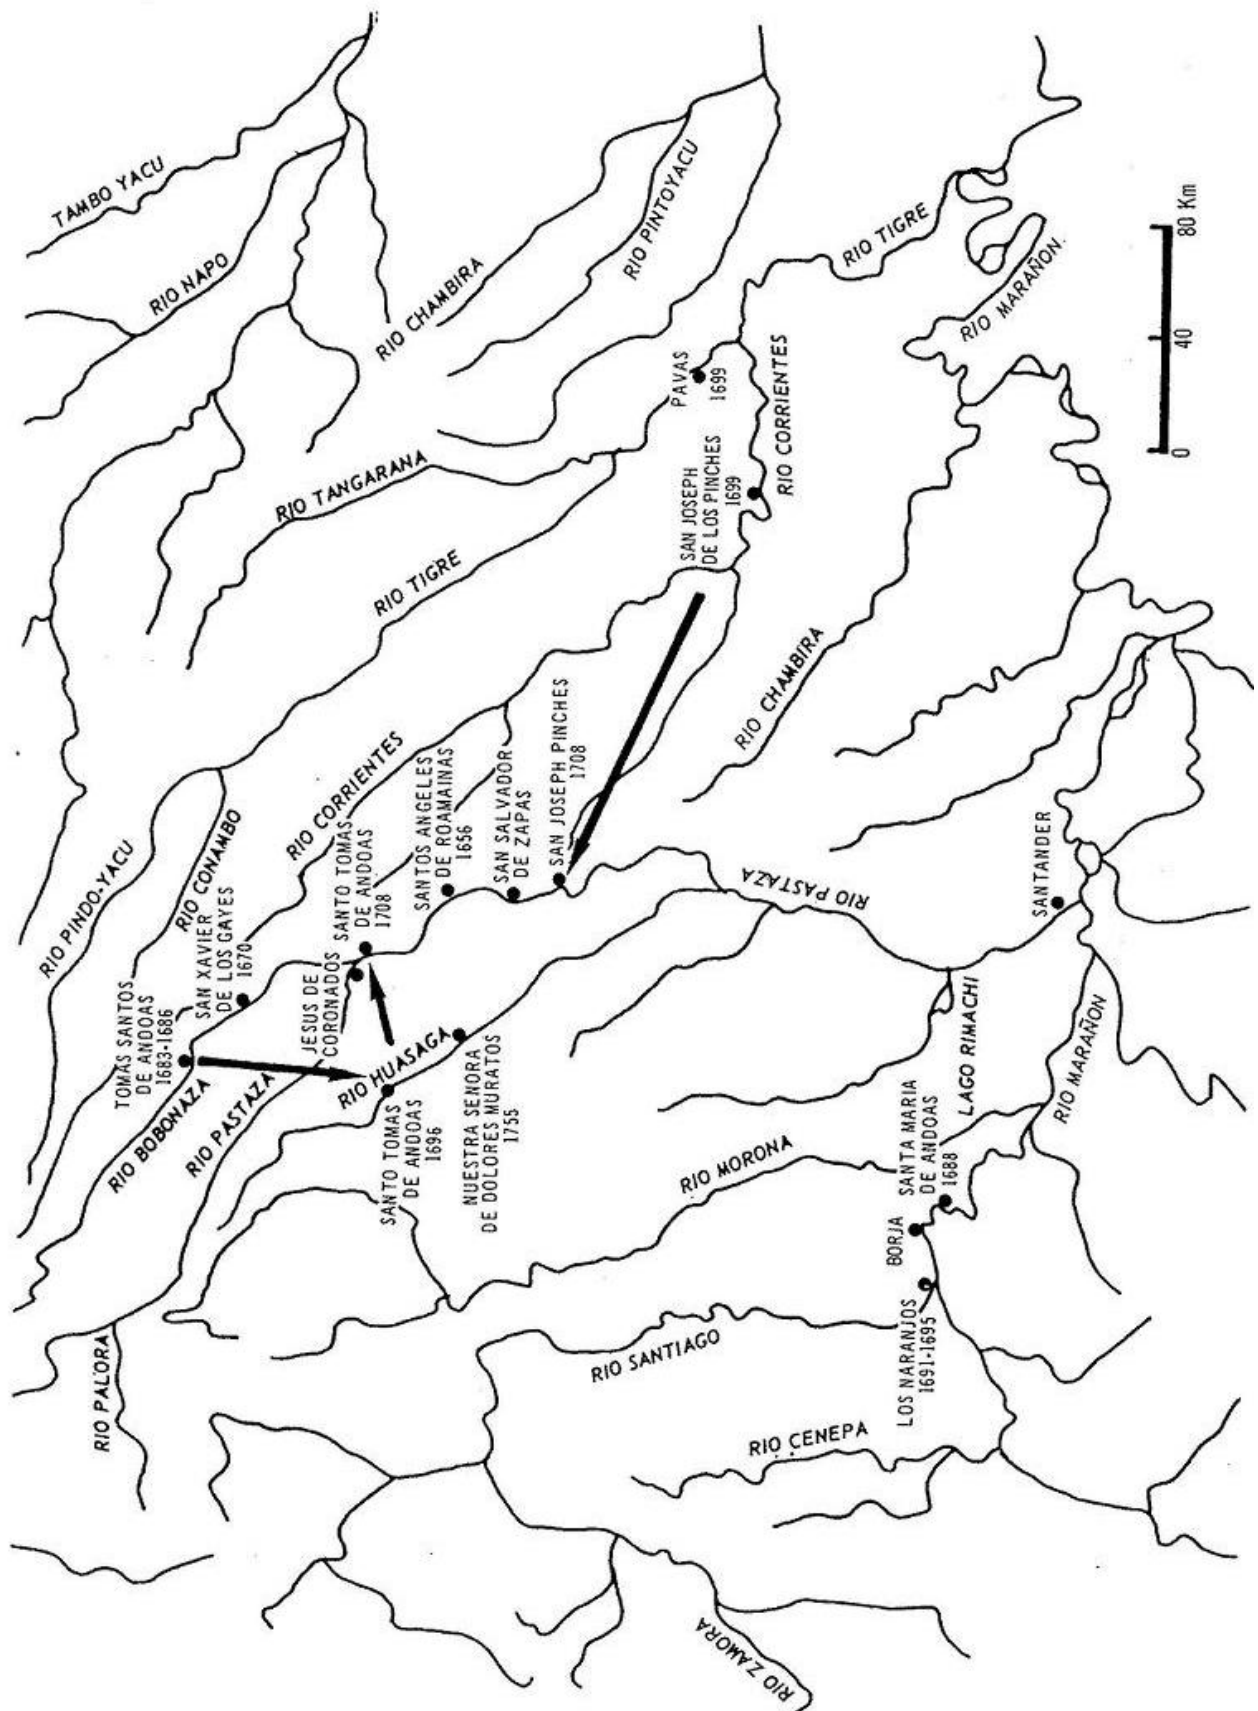 RIO PALORA
RIO PINDO-YACU
TAMBO YACU
TOMAS SANTOS
DE ANDOAS
1683-1686
RIO BOBONAZA
RIO CONAMBO
SAN XAVIER
DE LOS GAYES
1670
RIO NAPO
RIO PASTAZA
RIO CORRIENTES
RIO TANGARANA
JESUS DE
CORONADOS
SANTO TOMAS
DE ANDOAS
1708
RIO HUASAGA
SANTO TOMAS
DE ANDOAS
1696
RIO TIGRE
RIO CHAMBIRA
SANTOS ANGELES
DE ROAMAINAS
1656
NUESTRA SENORA
DE DOLORES MURATOS
1755
SAN SALVADOR
DE ZAPAS
SAN JOSEPH PINCHES
1708
RIO PINTOYACU
RIO SANTIAGO
RIO MORONA
SAN JOSEPH
DE LOS PINCHES
1699
PAVAS
1699
RIO ZAMORA
RIO CENEPA
RIO PASTAZA
RIO CHAMBIRA
RIO CORRIENTES
RIO TIGRE
LOS NARANJOS
1691-1695
BORJA
SANTA MARIA
DE ANDOAS
1688
LAGO RIMACHI
RIO MARAÑON.
SANTANDER
RIO MARAÑON
0 40 80 Km